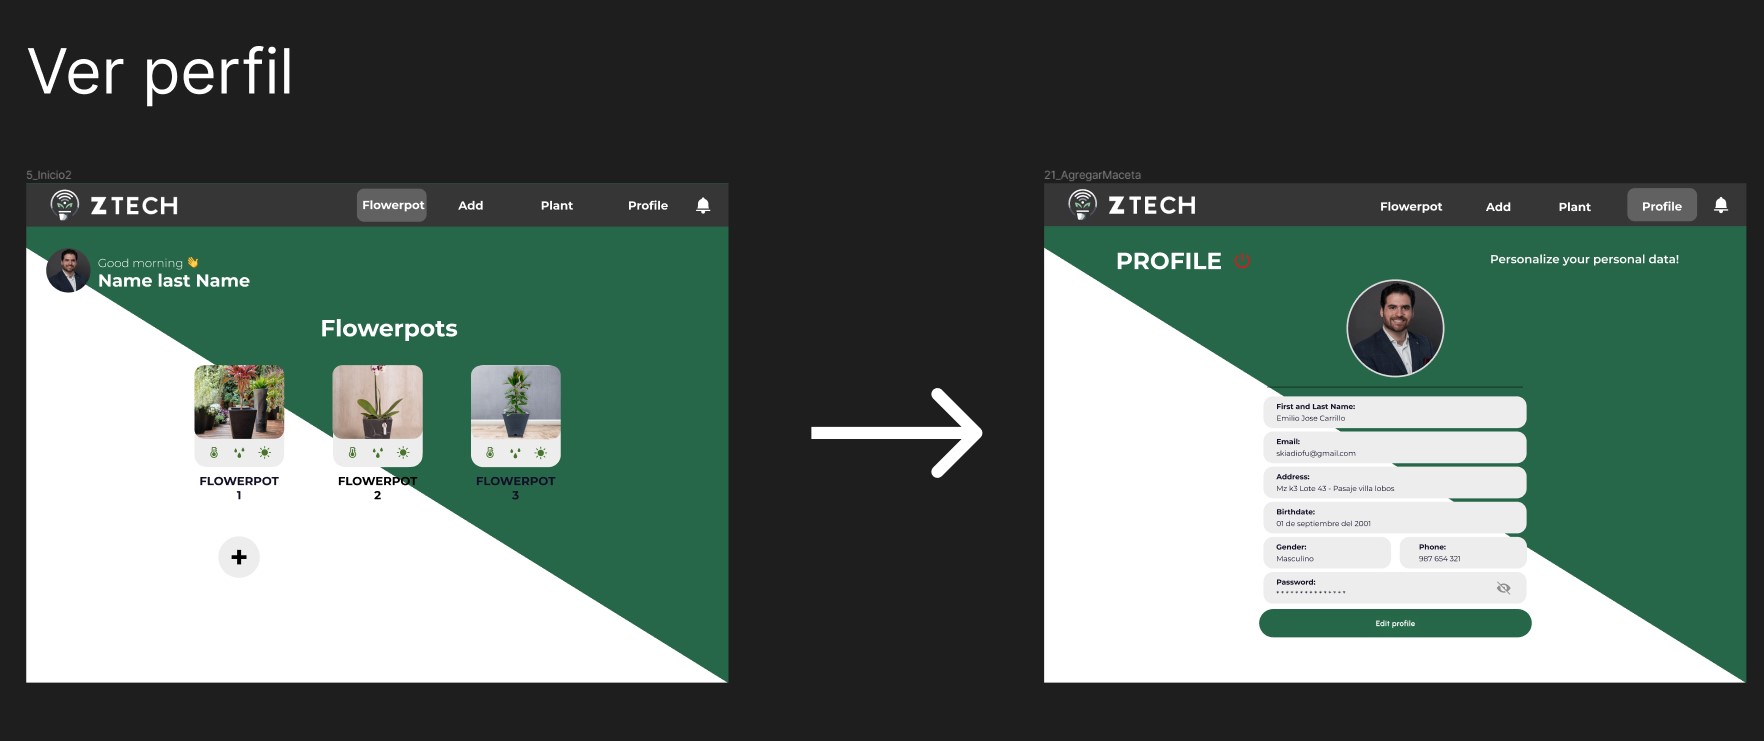 Ver perfil
5_Inicio2
ZTECH
Flowerpot
Add
Plant
Profile
Good morning 👋
Name last Name
Flowerpots
FLOWERPOT
1
FLOWERPOT
2
FLOWERPOT
3
+
21_AgregarMaceta
ZTECH
Flowerpot
Add
Plant
Profile
PROFILE
Personalize your personal data!
First and Last Name:
Emilio Jose Carrillo
Email:
skiadiofu@gmail.com
Address:
Mz k3 Lote 43 - Pasaje villa lobos
Birthdate:
01 de septiembre del 2001
Gender:
Masculino
Phone:
987 654 321
Password:
***************
Edit profile